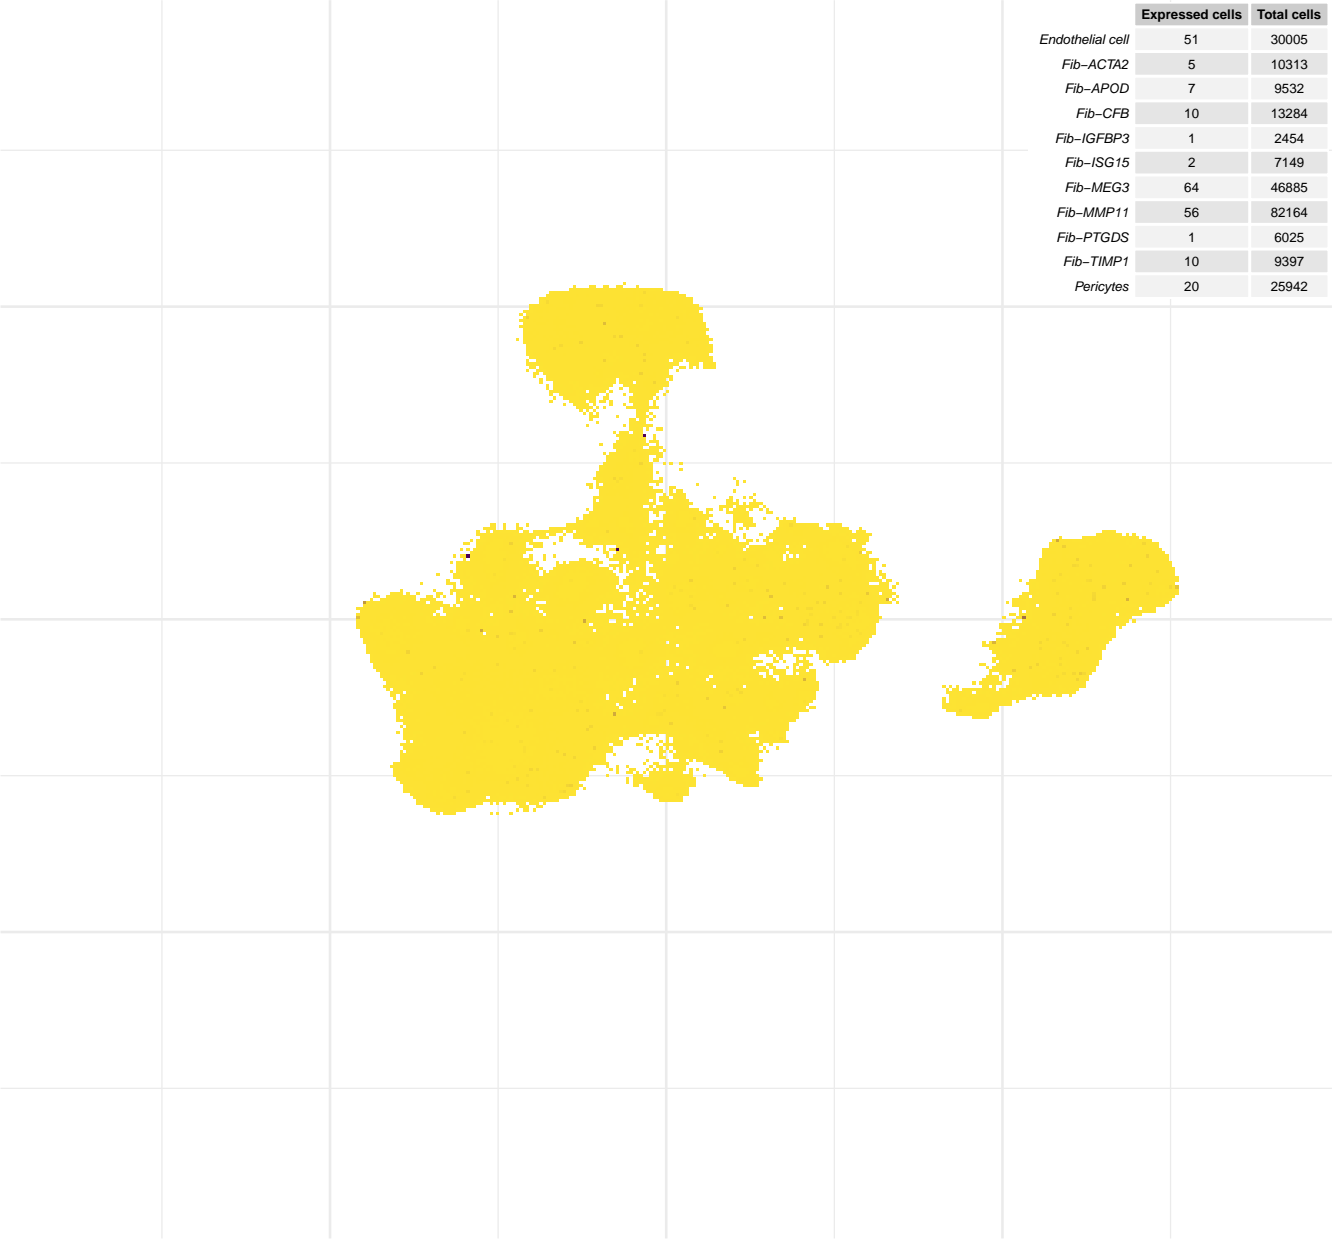 Expressed cells Total cells
Endothelial cell 51 30005
Fib−ACTA2 5 10313
Fib−APOD 7 9532
Fib−CFB 10 13284
Fib−IGFBP3 1 2454
Fib−ISG15 2 7149
Fib−MEG3 64 46885
Fib−MMP11 56 82164
Fib−PTGDS 1 6025
Fib−TIMP1 10 9397
Pericytes 20 25942